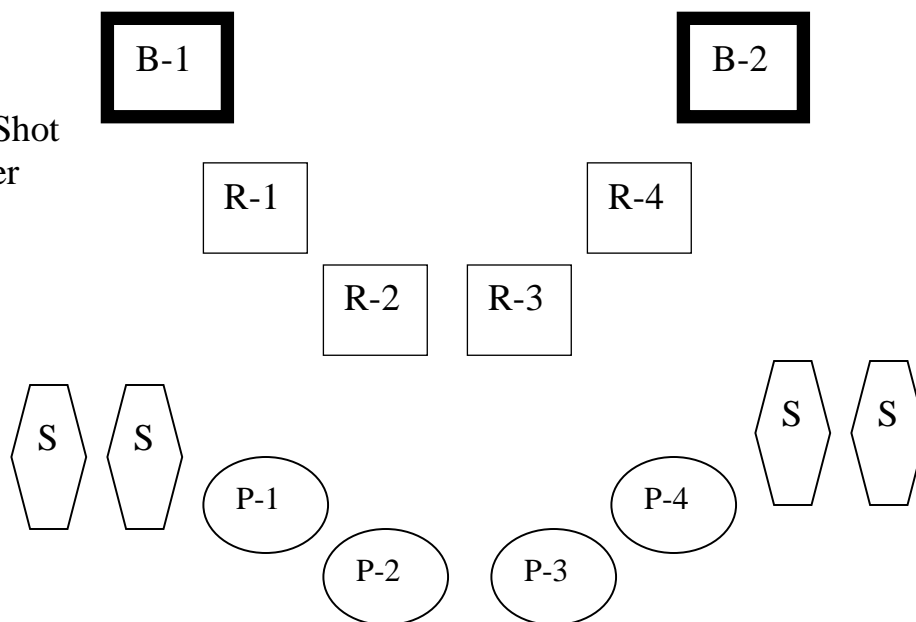 B-1 B-2
Shot
er
R-1 R-4
R-2 R-3
S S
S S
P-1 P-4
P-2 P-3